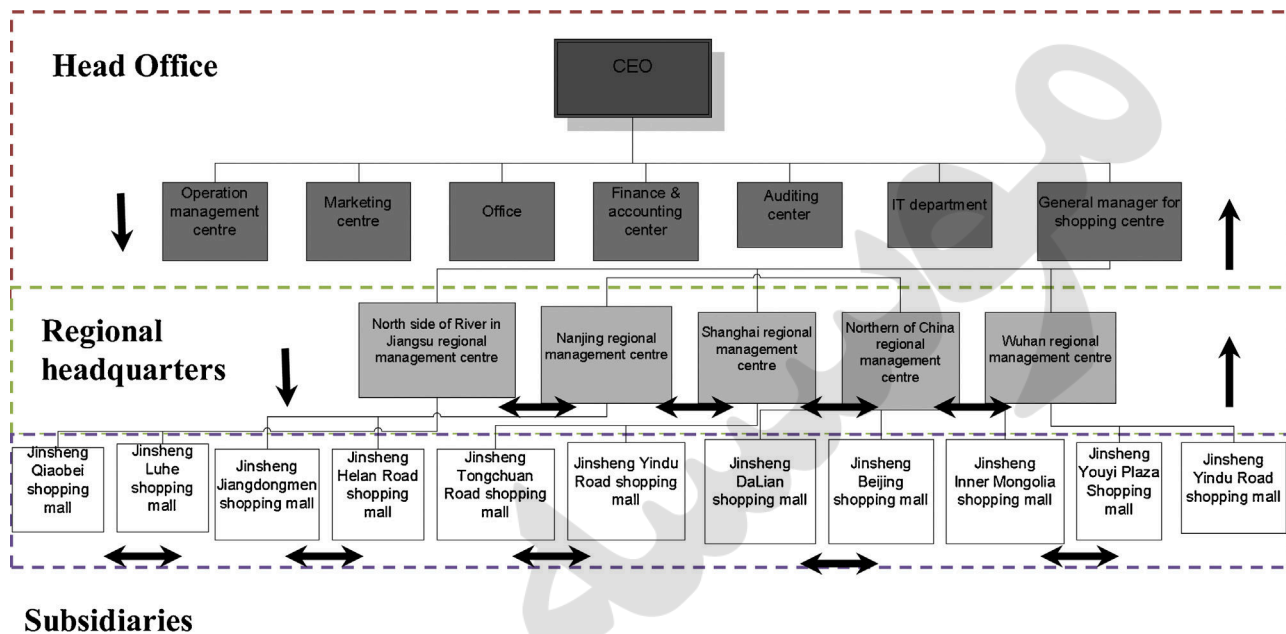 Head Office
CEO
Operation
management
centre
Marketing
centre
Office
Finance &
accounting
center
Auditing
center
IT department
General manager for
shopping centre
Regional
headquarters
North side of River in
Jiangsu regional
management centre
Nanjing regional
management centre
Shanghai regional
management
centre
Northern of China
regional
management
centre
Wuhan regional
management centre
Jinsheng
Qiaobei
shopping
mall
Jinsheng
Luhe
shopping
mall
Jinsheng
Jiangdongmen
shopping mall
Jinsheng
Helan Road
shopping
mall
Jinsheng
Tongchuan
Road shopping
mall
Jinsheng Yindu
Road shopping
mall
Jinsheng
DaLian
shopping mall
Jinsheng
Beijing
shopping mall
Jinsheng
Inner Mongolia
shopping mall
Jinsheng
Youyi Plaza
Shopping
mall
Jinsheng
Yindu Road
shopping mall
Subsidiaries